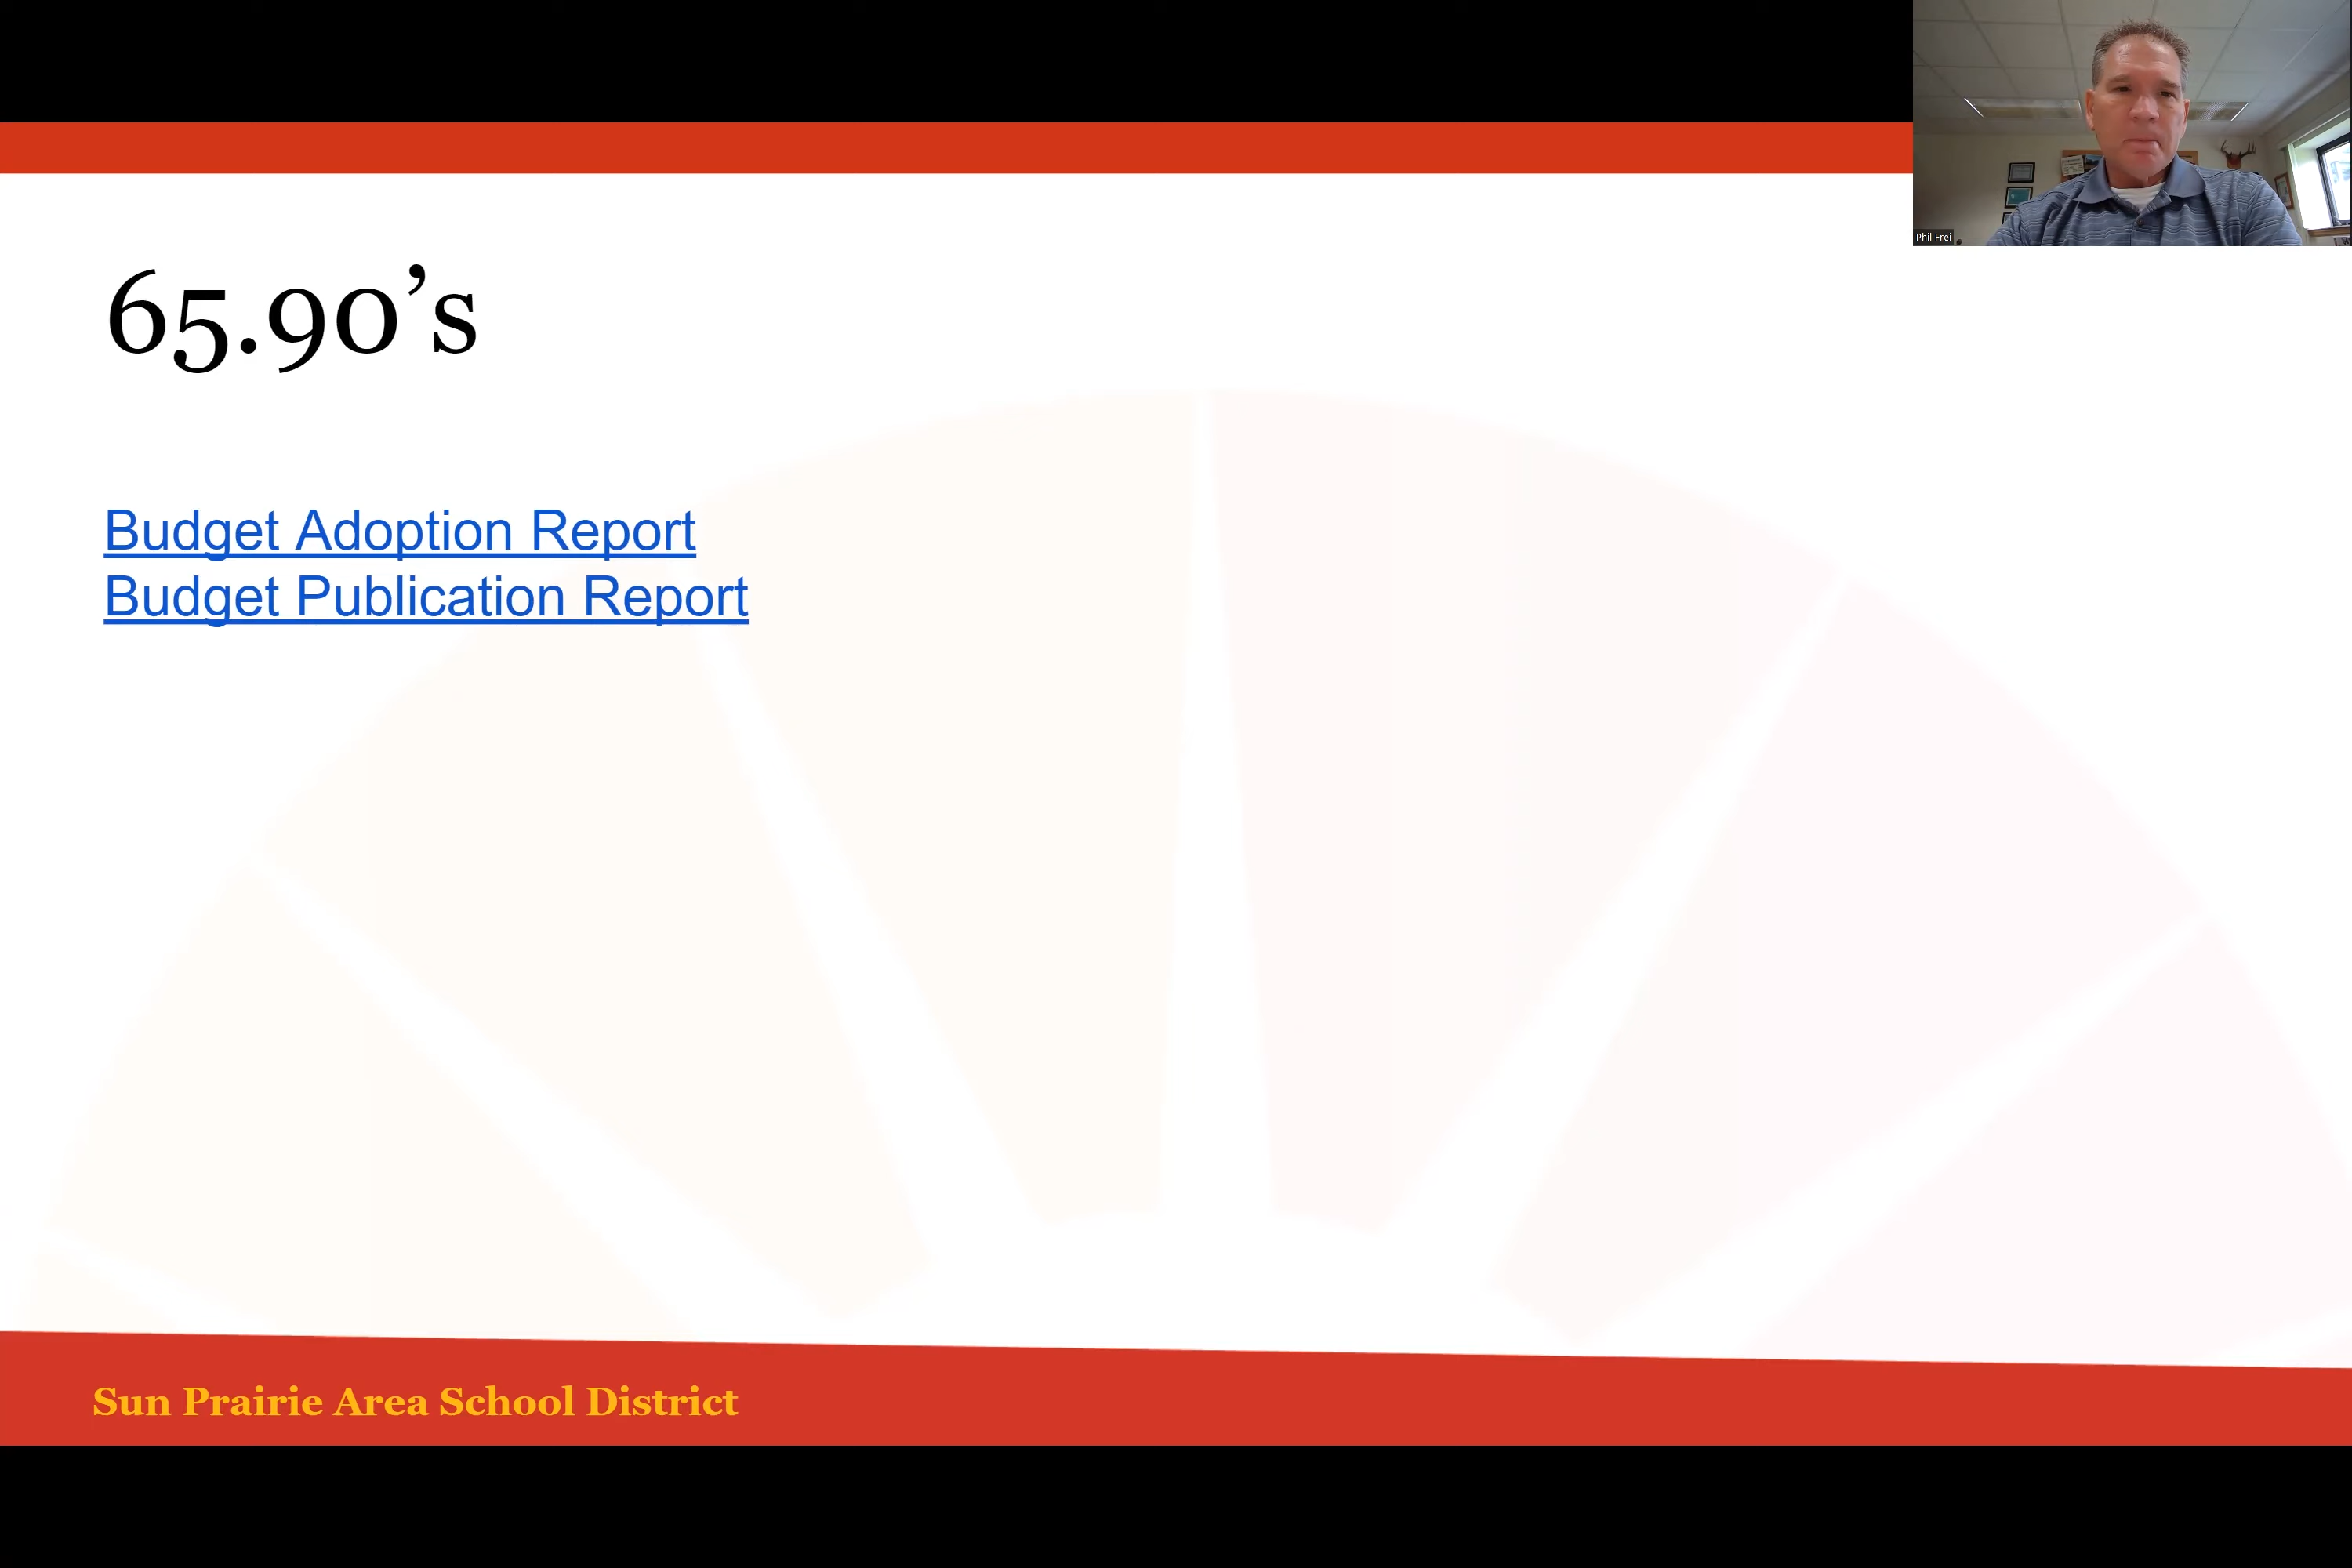 65.90’s
Budget Adoption Report
Budget Publication Report
Sun Prairie Area School District
Phil Frei